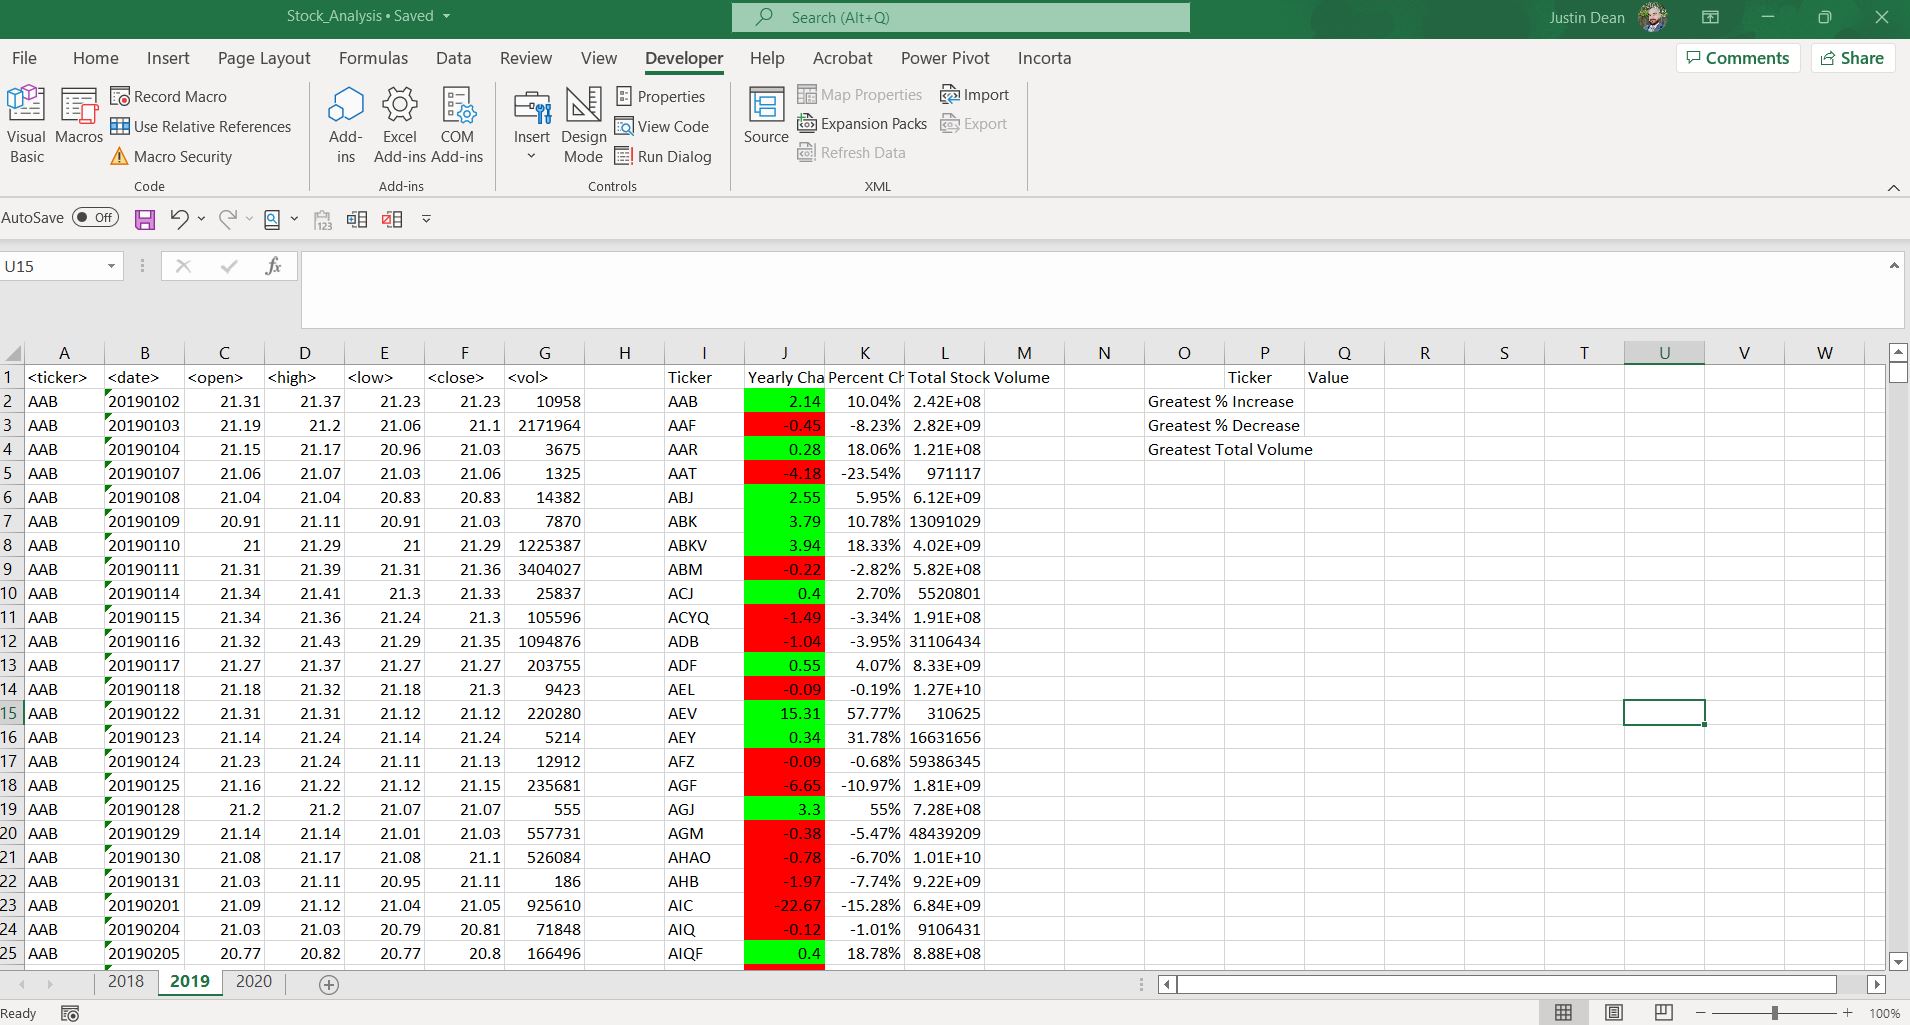 Stock_Analysis • Saved
Search (Alt+Q)
Justin Dean
File Home Insert Page Layout Formulas Data Review View Developer Help Acrobat Power Pivot Incorta
Comments Share
Visual Basic
Macros
Record Macro
Use Relative References
Macro Security
Code
Add-ins
Excel Add-ins
COM Add-ins
Add-ins
Insert
Design Mode
Properties
View Code
Run Dialog
Controls
Source
Map Properties
Expansion Packs
Refresh Data
Import
Export
XML
AutoSave Off
U15 fx
A B C D E F G H I J K L M N O P Q R S T U V W
1 <ticker> <date> <open> <high> <low> <close> <vol> Ticker Yearly Cha Percent Ch Total Stock Volume Ticker Value
2 AAB 20190102 21.31 21.37 21.23 21.23 10958 AAB 2.14 10.04% 2.42E+08 Greatest % Increase
3 AAB 20190103 21.19 21.2 21.06 21.1 2171964 AAF -0.45 -8.23% 2.82E+09 Greatest % Decrease
4 AAB 20190104 21.15 21.17 20.96 21.03 3675 AAR 0.28 18.06% 1.21E+08 Greatest Total Volume
5 AAB 20190107 21.06 21.07 21.03 21.06 1325 AAT -4.18 -23.54% 971117
6 AAB 20190108 21.04 21.04 20.83 20.83 14382 ABJ 2.55 5.95% 6.12E+09
7 AAB 20190109 20.91 21.11 20.91 21.03 7870 ABK 3.79 10.78% 13091029
8 AAB 20190110 21 21.29 21 21.29 1225387 ABKV 3.94 18.33% 4.02E+09
9 AAB 20190111 21.31 21.39 21.31 21.36 3404027 ABM -0.22 -2.82% 5.82E+08
10 AAB 20190114 21.34 21.41 21.3 21.33 25837 ACJ 0.4 2.70% 5520801
11 AAB 20190115 21.34 21.36 21.24 21.3 105596 ACYQ -1.49 -3.34% 1.91E+08
12 AAB 20190116 21.32 21.43 21.29 21.35 1094876 ADB -1.04 -3.95% 31106434
13 AAB 20190117 21.27 21.37 21.27 21.27 203755 ADF 0.55 4.07% 8.33E+09
14 AAB 20190118 21.18 21.32 21.18 21.3 9423 AEL -0.09 -0.19% 1.27E+10
15 AAB 20190122 21.31 21.31 21.12 21.12 220280 AEV 15.31 57.77% 310625
16 AAB 20190123 21.14 21.24 21.14 21.24 5214 AEY 0.34 31.78% 16631656
17 AAB 20190124 21.23 21.24 21.11 21.13 12912 AFZ -0.09 -0.68% 59386345
18 AAB 20190125 21.16 21.22 21.12 21.15 235681 AGF -6.65 -10.97% 1.81E+09
19 AAB 20190128 21.2 21.2 21.07 21.07 555 AGJ 3.3 55% 7.28E+08
20 AAB 20190129 21.14 21.14 21.01 21.03 557731 AGM -0.38 -5.47% 48439209
21 AAB 20190130 21.08 21.17 21.08 21.1 526084 AHAO -0.78 -6.70% 1.01E+10
22 AAB 20190131 21.03 21.11 20.95 21.11 186 AHB -1.97 -7.74% 9.22E+09
23 AAB 20190201 21.09 21.12 21.04 21.05 925610 AIC -22.67 -15.28% 6.84E+09
24 AAB 20190204 21.03 21.03 20.79 20.81 71848 AIQ -0.12 -1.01% 9106431
25 AAB 20190205 20.77 20.82 20.77 20.8 166496 AIQF 0.4 18.78% 8.88E+08
2018 2019 2020
Ready 100%